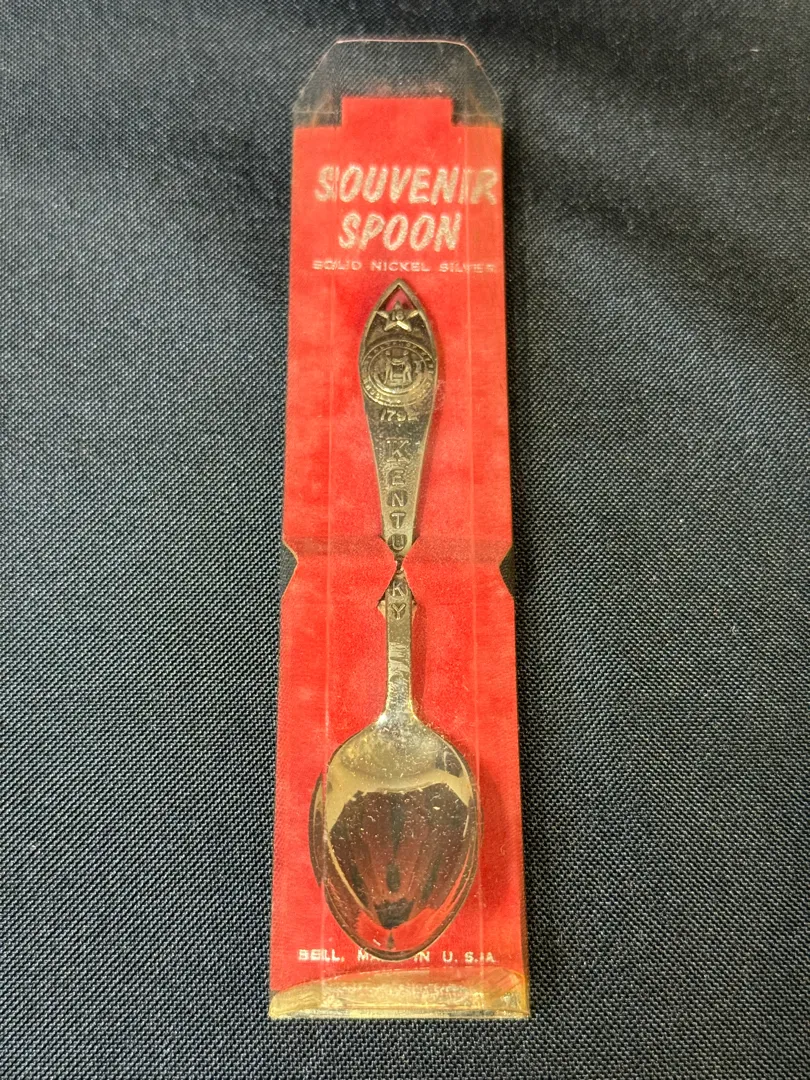 SOUVENIR
SPOON
SOLID NICKEL SILVER
1792
KENTUCKY
BELL, MADE IN U.S.A.